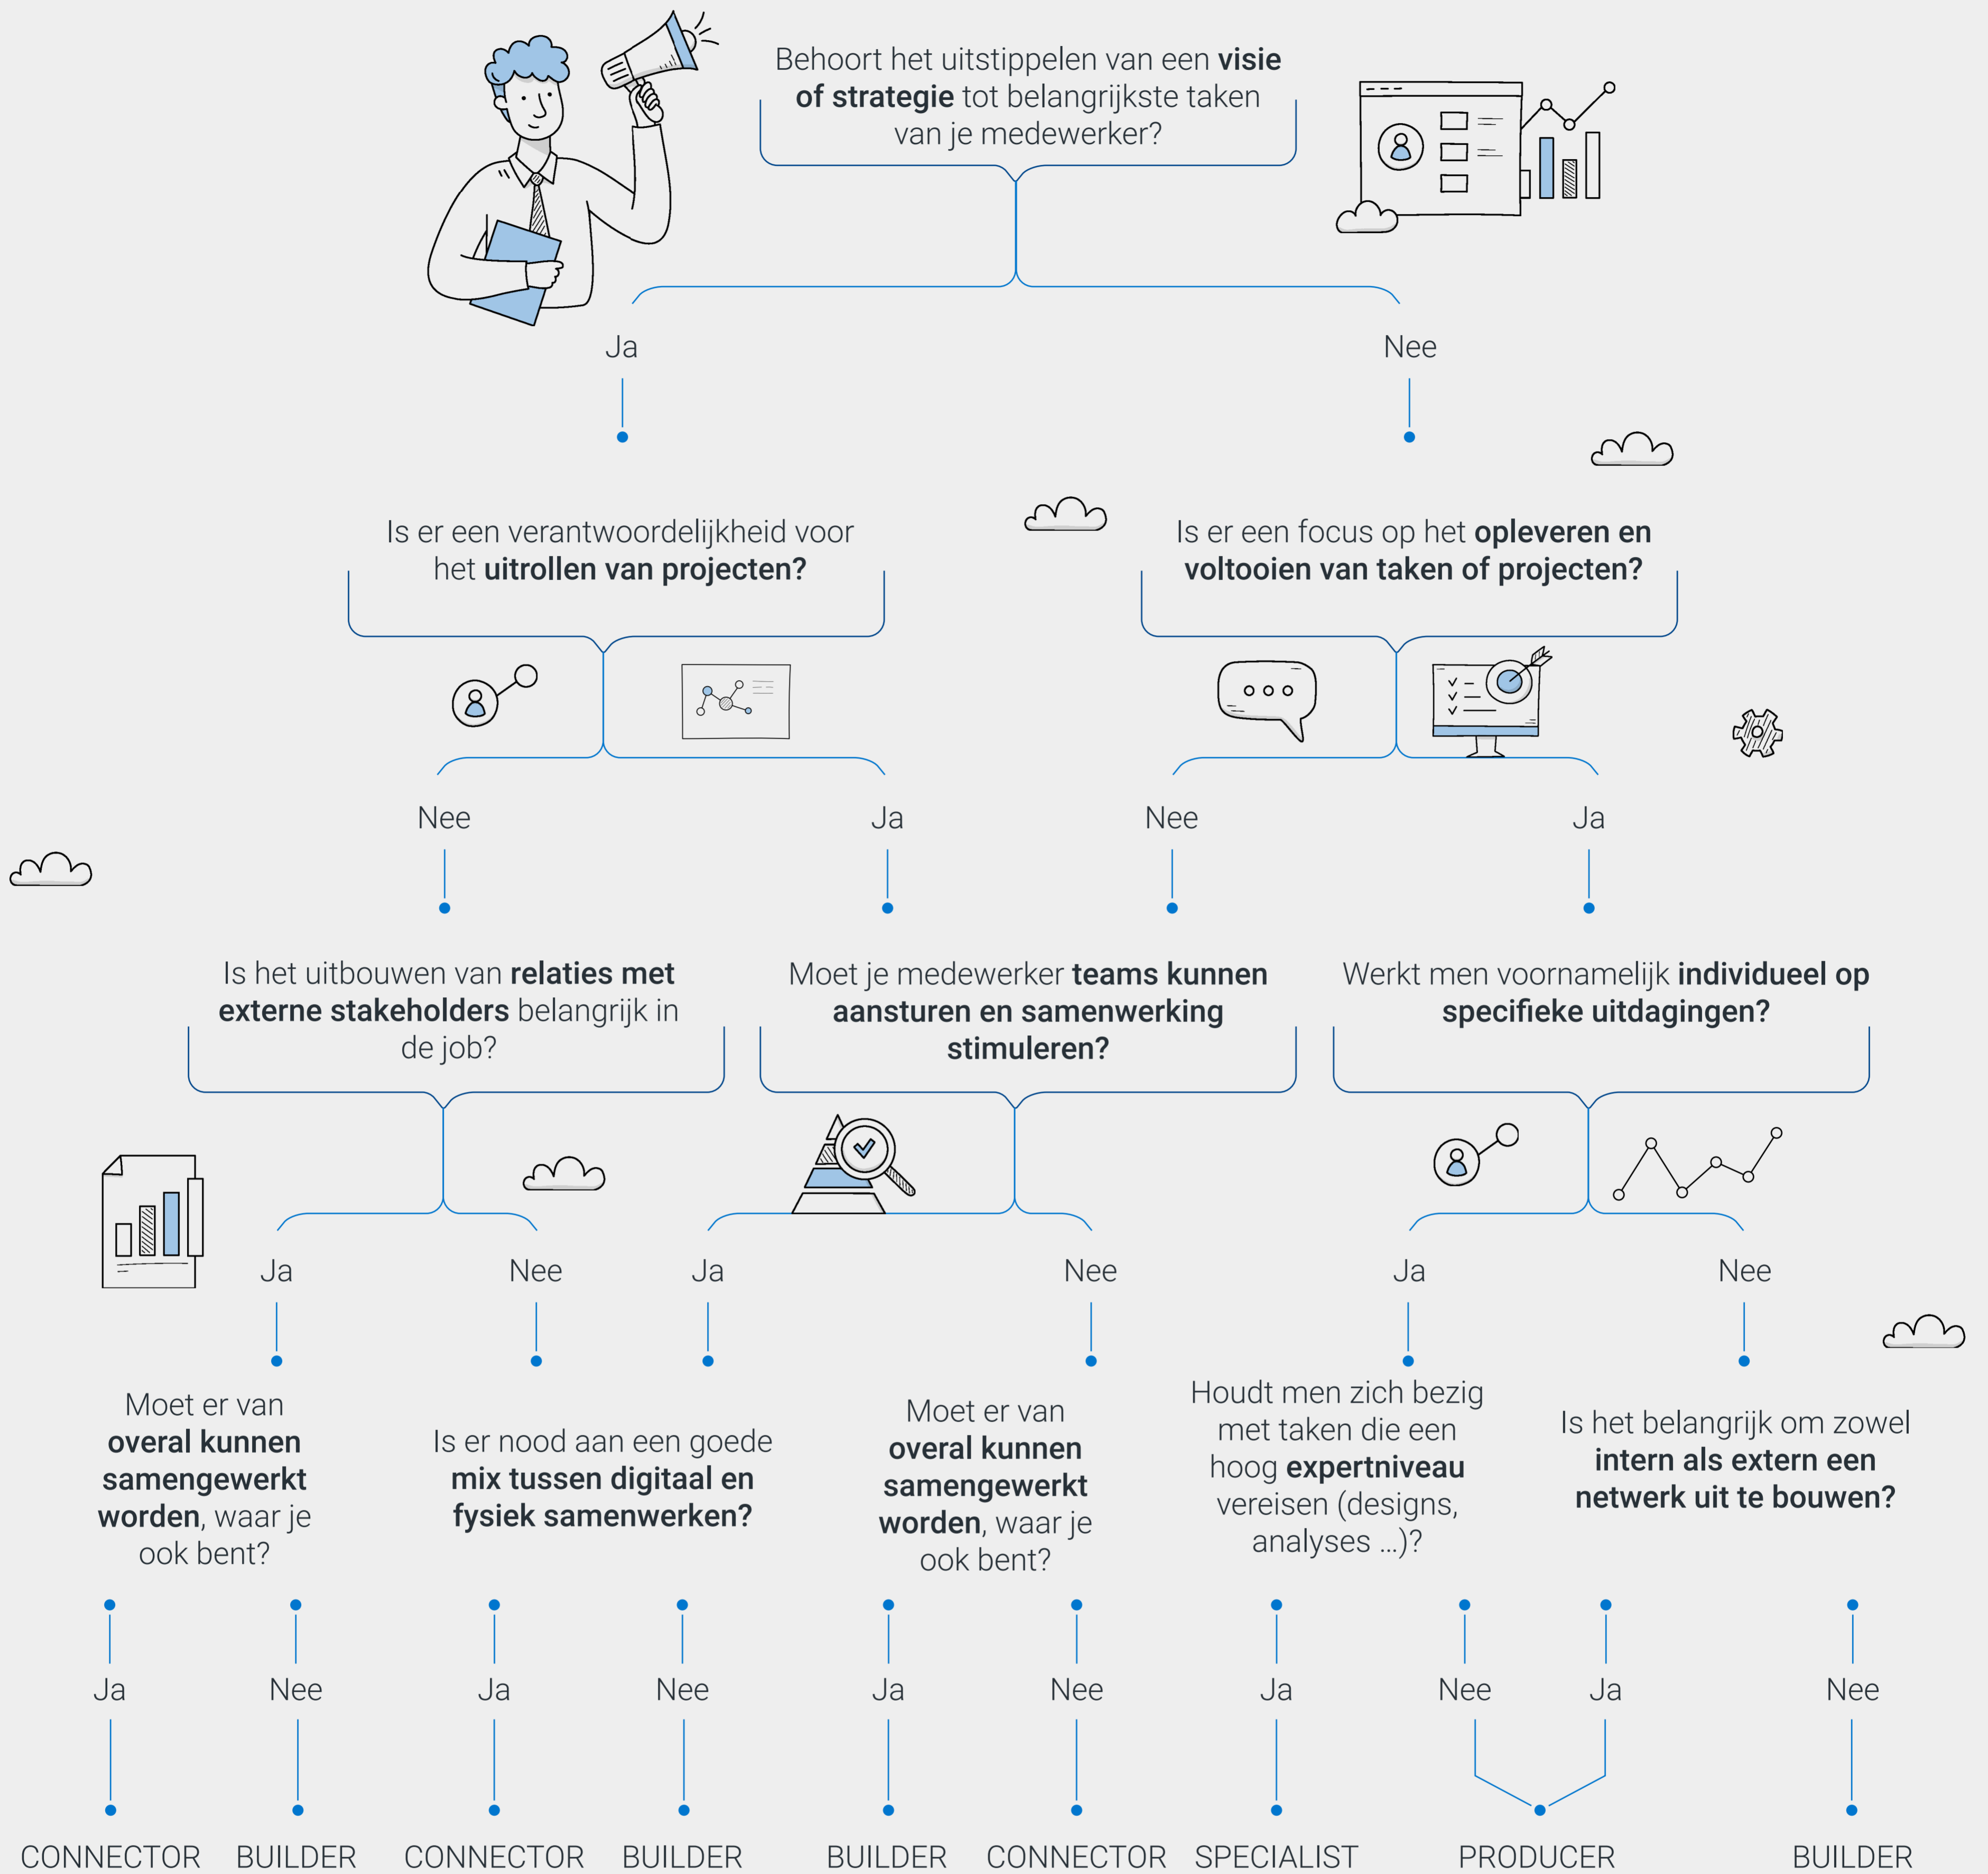 Behoort het uitstippelen van een visie
of strategie tot belangrijkste taken
van je medewerker?
Ja
Nee
Is er een verantwoordelijkheid voor
het uitrollen van projecten?
Is er een focus op het opleveren en
voltooien van taken of projecten?
Nee
Ja
Nee
Ja
Is het uitbouwen van relaties met
externe stakeholders belangrijk in
de job?
Moet je medewerker teams kunnen
aansturen en samenwerking
stimuleren?
Werkt men voornamelijk individueel op
specifieke uitdagingen?
Ja
Nee
Ja
Nee
Ja
Nee
Moet er van
overal kunnen
samengewerkt
worden, waar je
ook bent?
Is er nood aan een goede
mix tussen digitaal en
fysiek samenwerken?
Moet er van
overal kunnen
samengewerkt
worden, waar je
ook bent?
Houdt men zich bezig
met taken die een
hoog expertniveau
vereisen (designs,
analyses ...)?
Is het belangrijk om zowel
intern als extern een
netwerk uit te bouwen?
Ja
Nee
Ja
Nee
Ja
Nee
Ja
Nee
Ja
Nee
CONNECTOR
BUILDER
CONNECTOR
BUILDER
BUILDER
CONNECTOR
SPECIALIST
PRODUCER
BUILDER